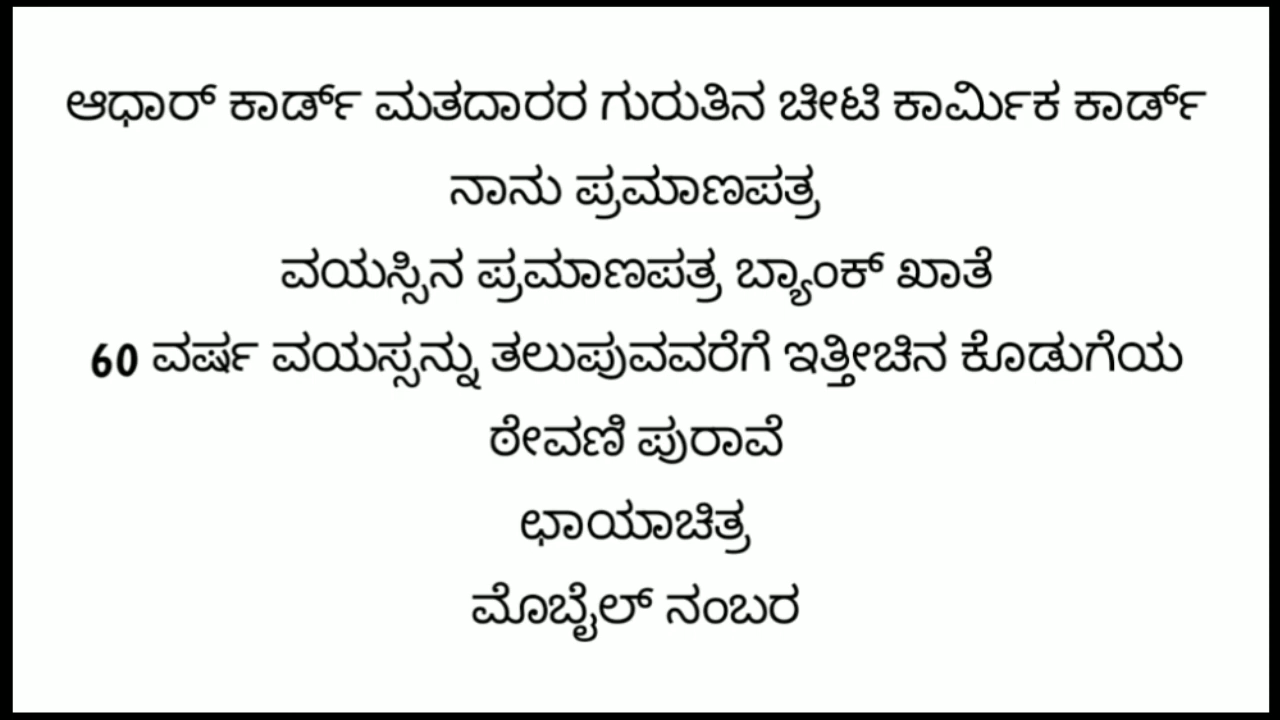 ಆಧಾರ್ ಕಾರ್ಡ್ ಮತದಾರರ ಗುರುತಿನ ಚೀಟಿ ಕಾರ್ಮಿಕ ಕಾರ್ಡ್
ನಾನು ಪ್ರಮಾಣಪತ್ರ
ವಯಸ್ಸಿನ ಪ್ರಮಾಣಪತ್ರ ಬ್ಯಾಂಕ್ ಖಾತೆ
60 ವರ್ಷ ವಯಸ್ಸನ್ನು ತಲುಪುವವರೆಗೆ ಇತ್ತೀಚಿನ ಕೊಡುಗೆಯ
ಠೇವಣಿ ಪುರಾವೆ
ಛಾಯಾಚಿತ್ರ
ಮೊಬೈಲ್ ನಂಬರ